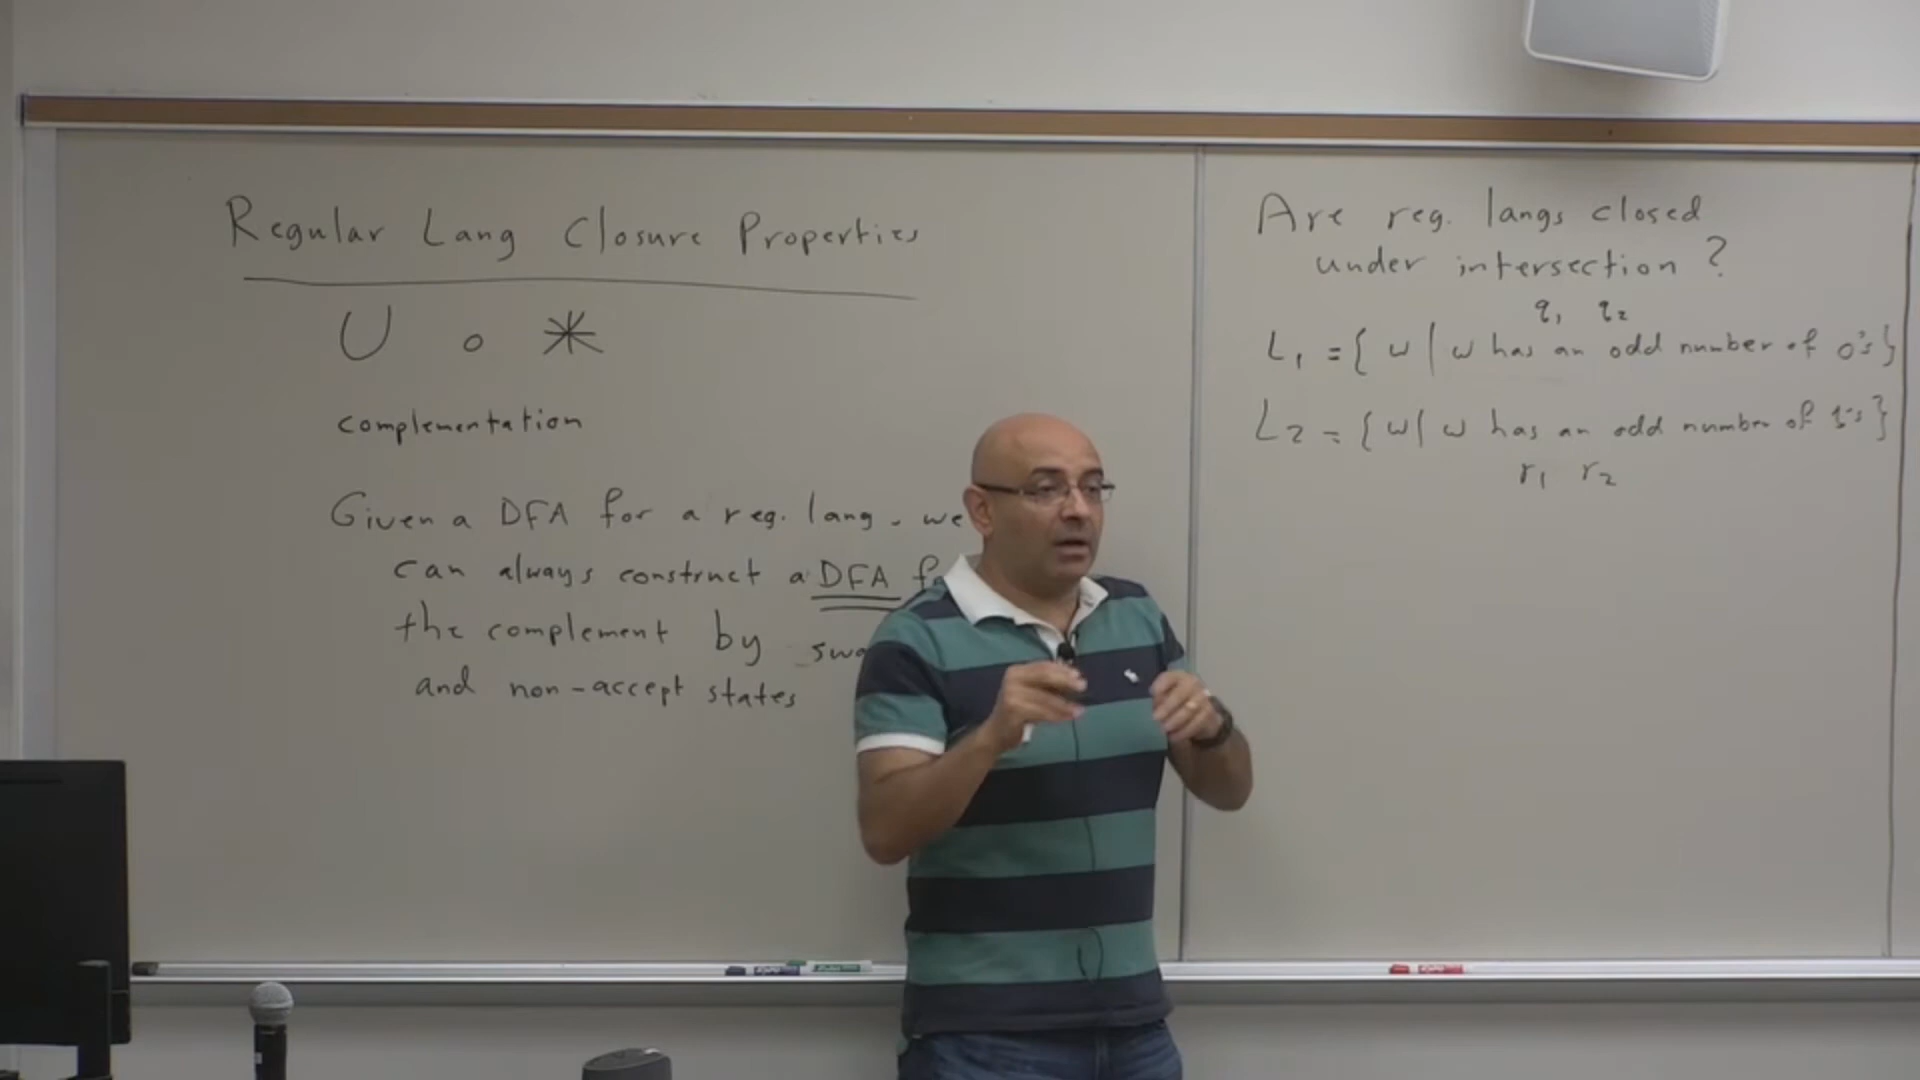 Regular Lang Closure Properties
∪ ∘ *
complementation
Given a DFA for a reg. lang. we
can always construct a DFA
the complement by
and non-accept states
Are reg. langs closed
under intersection ?
q1 q2
L1 = { w | w has an odd number of 0's}
L2 = { w | w has an odd number of 1's}
r1 r2